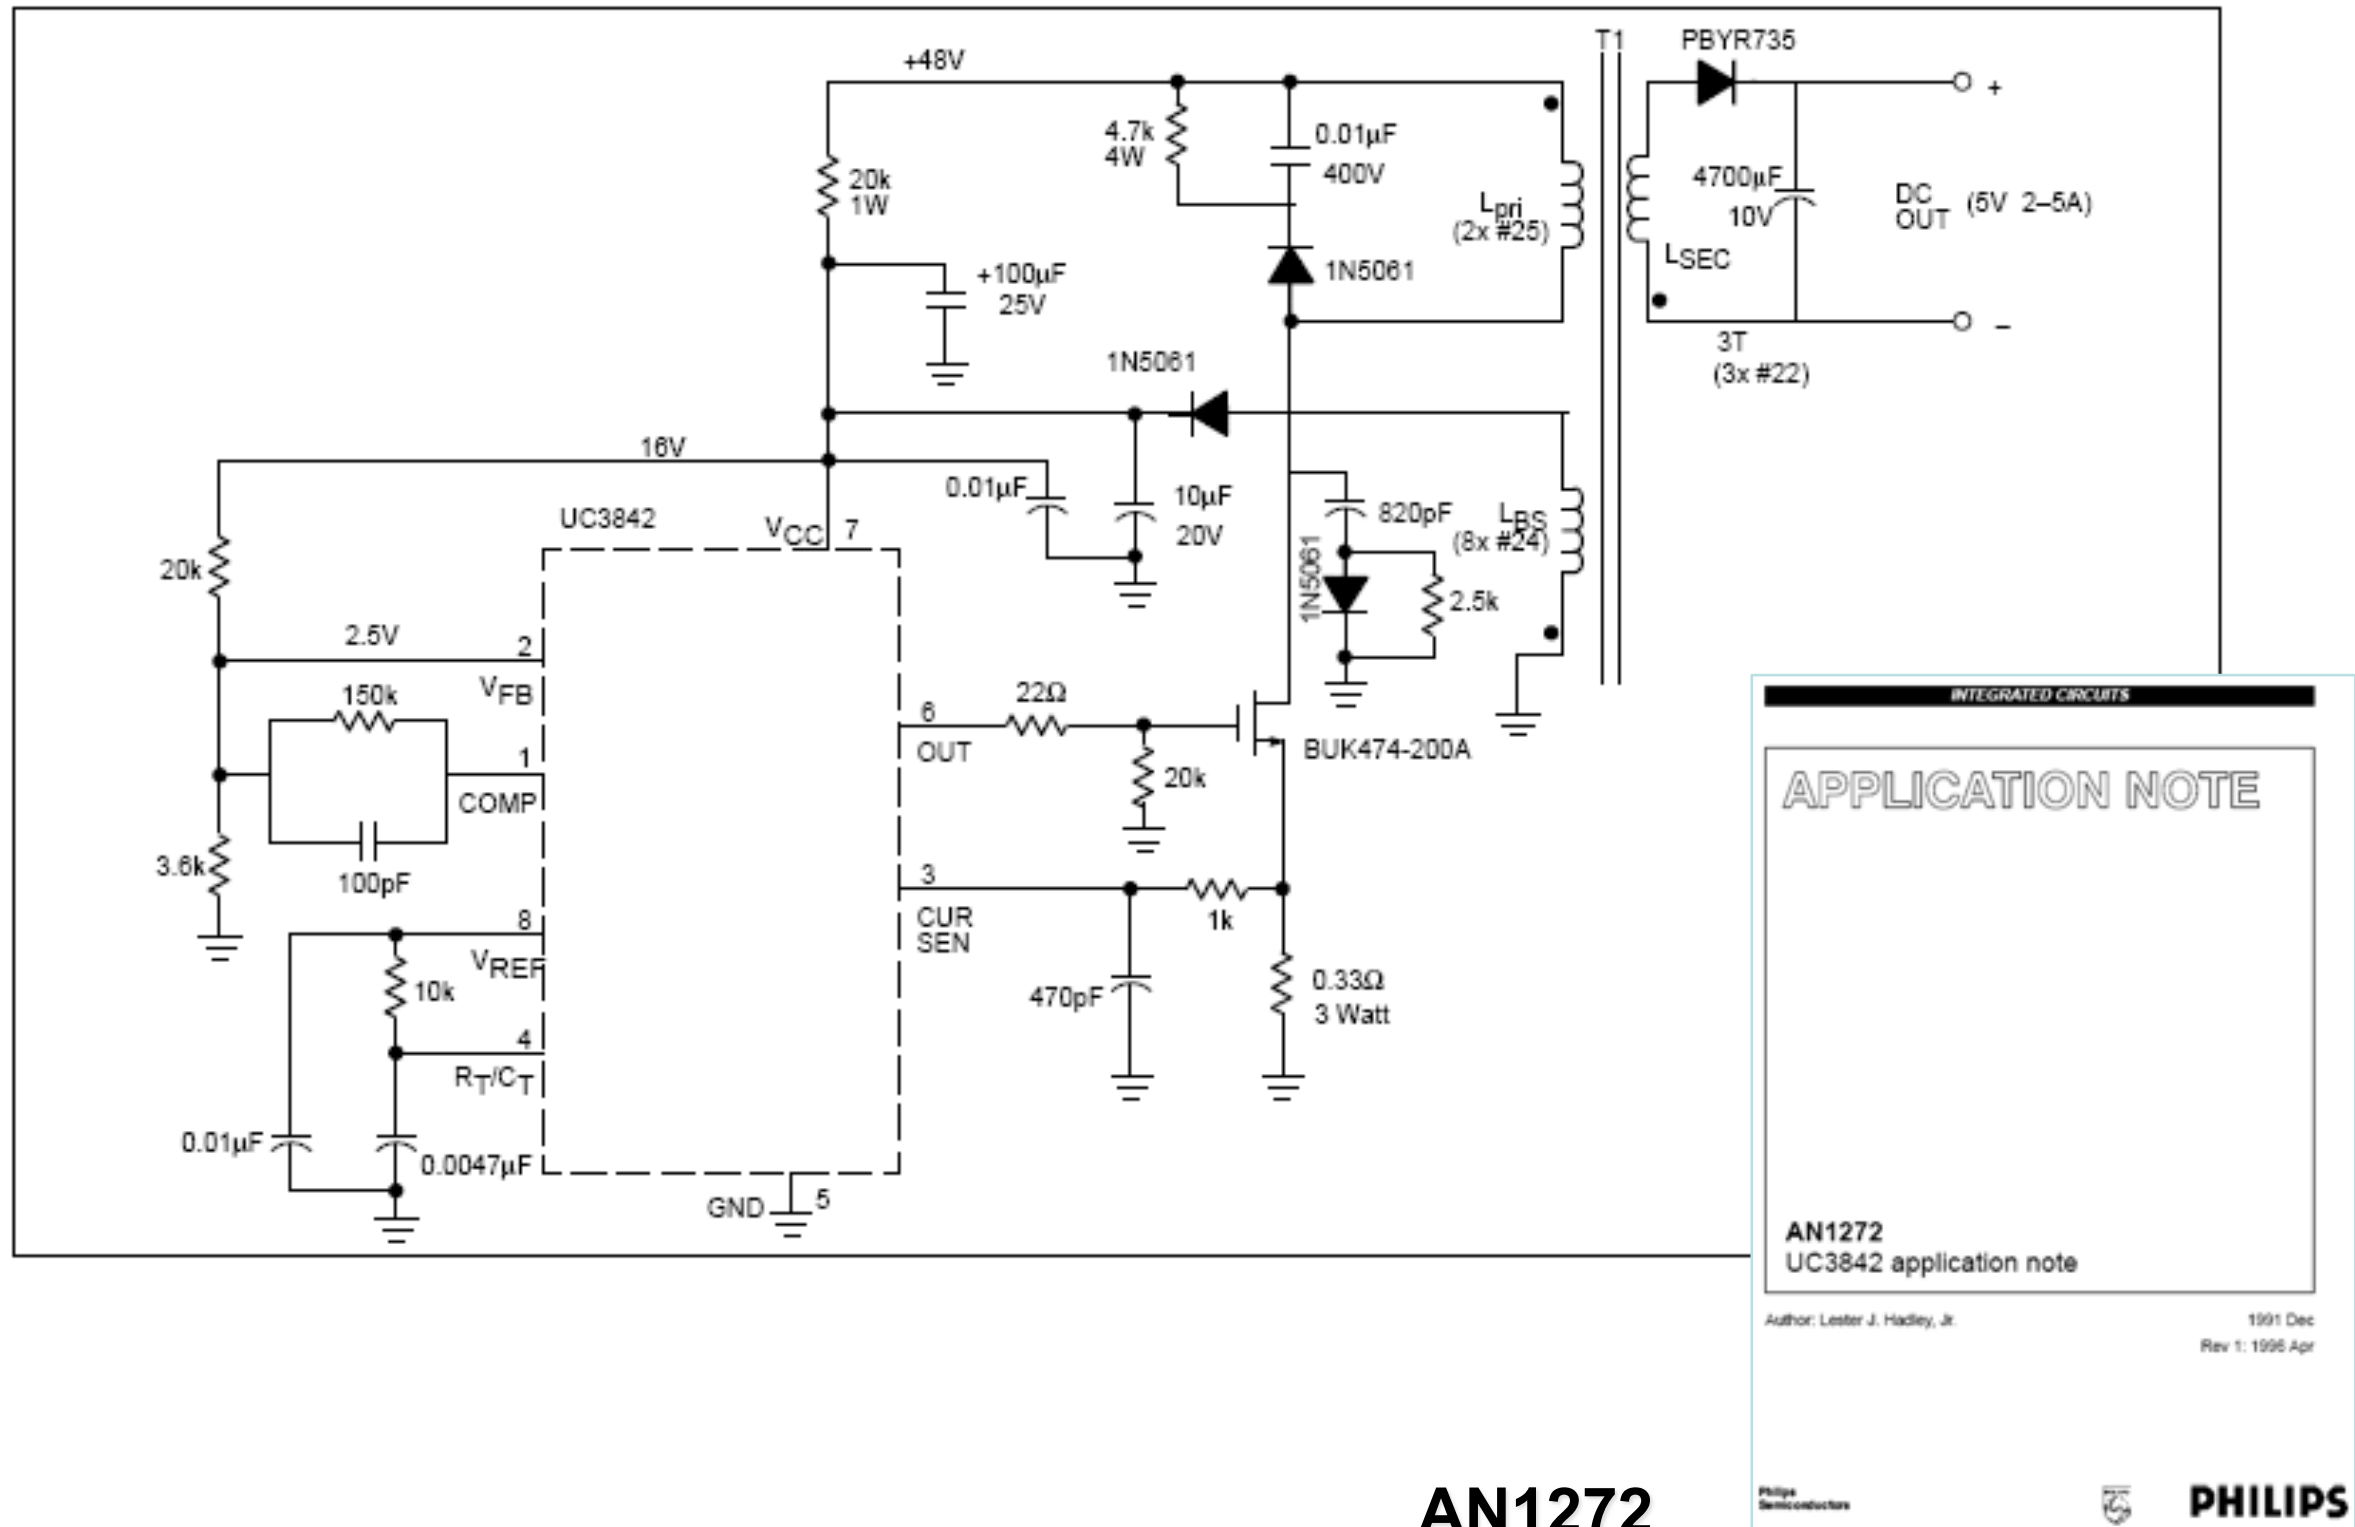 T1
PBYR735
+48V
+
4.7k
4W
0.01µF
400V
20k
1W
4700µF
10V
DC
OUT
(5V 2–5A)
Lpri
(2x #25)
LSEC
+100µF
25V
1N5061
–
3T
(3x #22)
1N5061
16V
0.01µF
10µF
20V
820pF
LBS
(8x #24)
UC3842
VCC
7
20k
1N5061
2.5k
2.5V
2
VFB
150k
22Ω
6
OUT
BUK474-200A
1
COMP
20k
3.6k
100pF
3
CUR
SEN
1k
8
VREF
10k
470pF
0.33Ω
3 Watt
4
RT/CT
0.01µF
0.0047µF
GND
5
INTEGRATED CIRCUITS
APPLICATION NOTE
AN1272
UC3842 application note
Author: Lester J. Hadley, Jr.
1991 Dec
Rev 1: 1996 Apr
Philips
Semiconductors
PHILIPS
AN1272